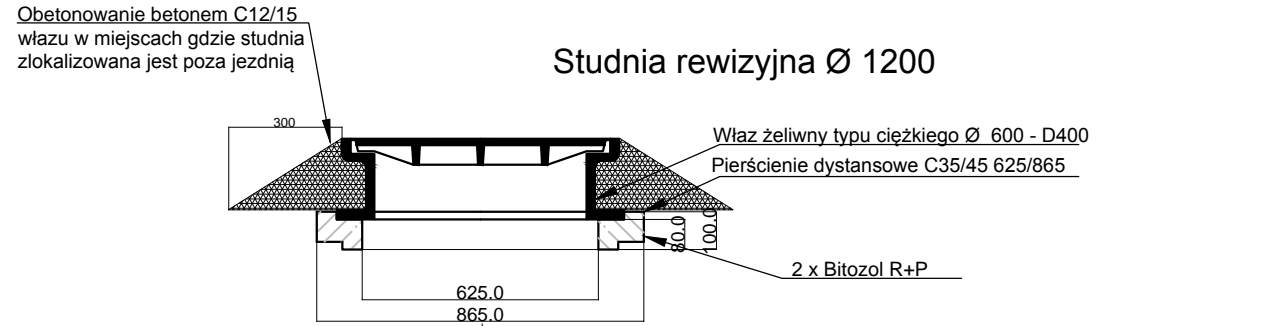 Obetonowanie betonem C12/15
włazu w miejscach gdzie studnia
zlokalizowana jest poza jezdnią
Studnia rewizyjna Ø 1200
300
Właz żeliwny typu ciężkiego Ø 600 - D400
Pierścienie dystansowe C35/45 625/865
80.0
100.0
2 x Bitozol R+P
625.0
865.0